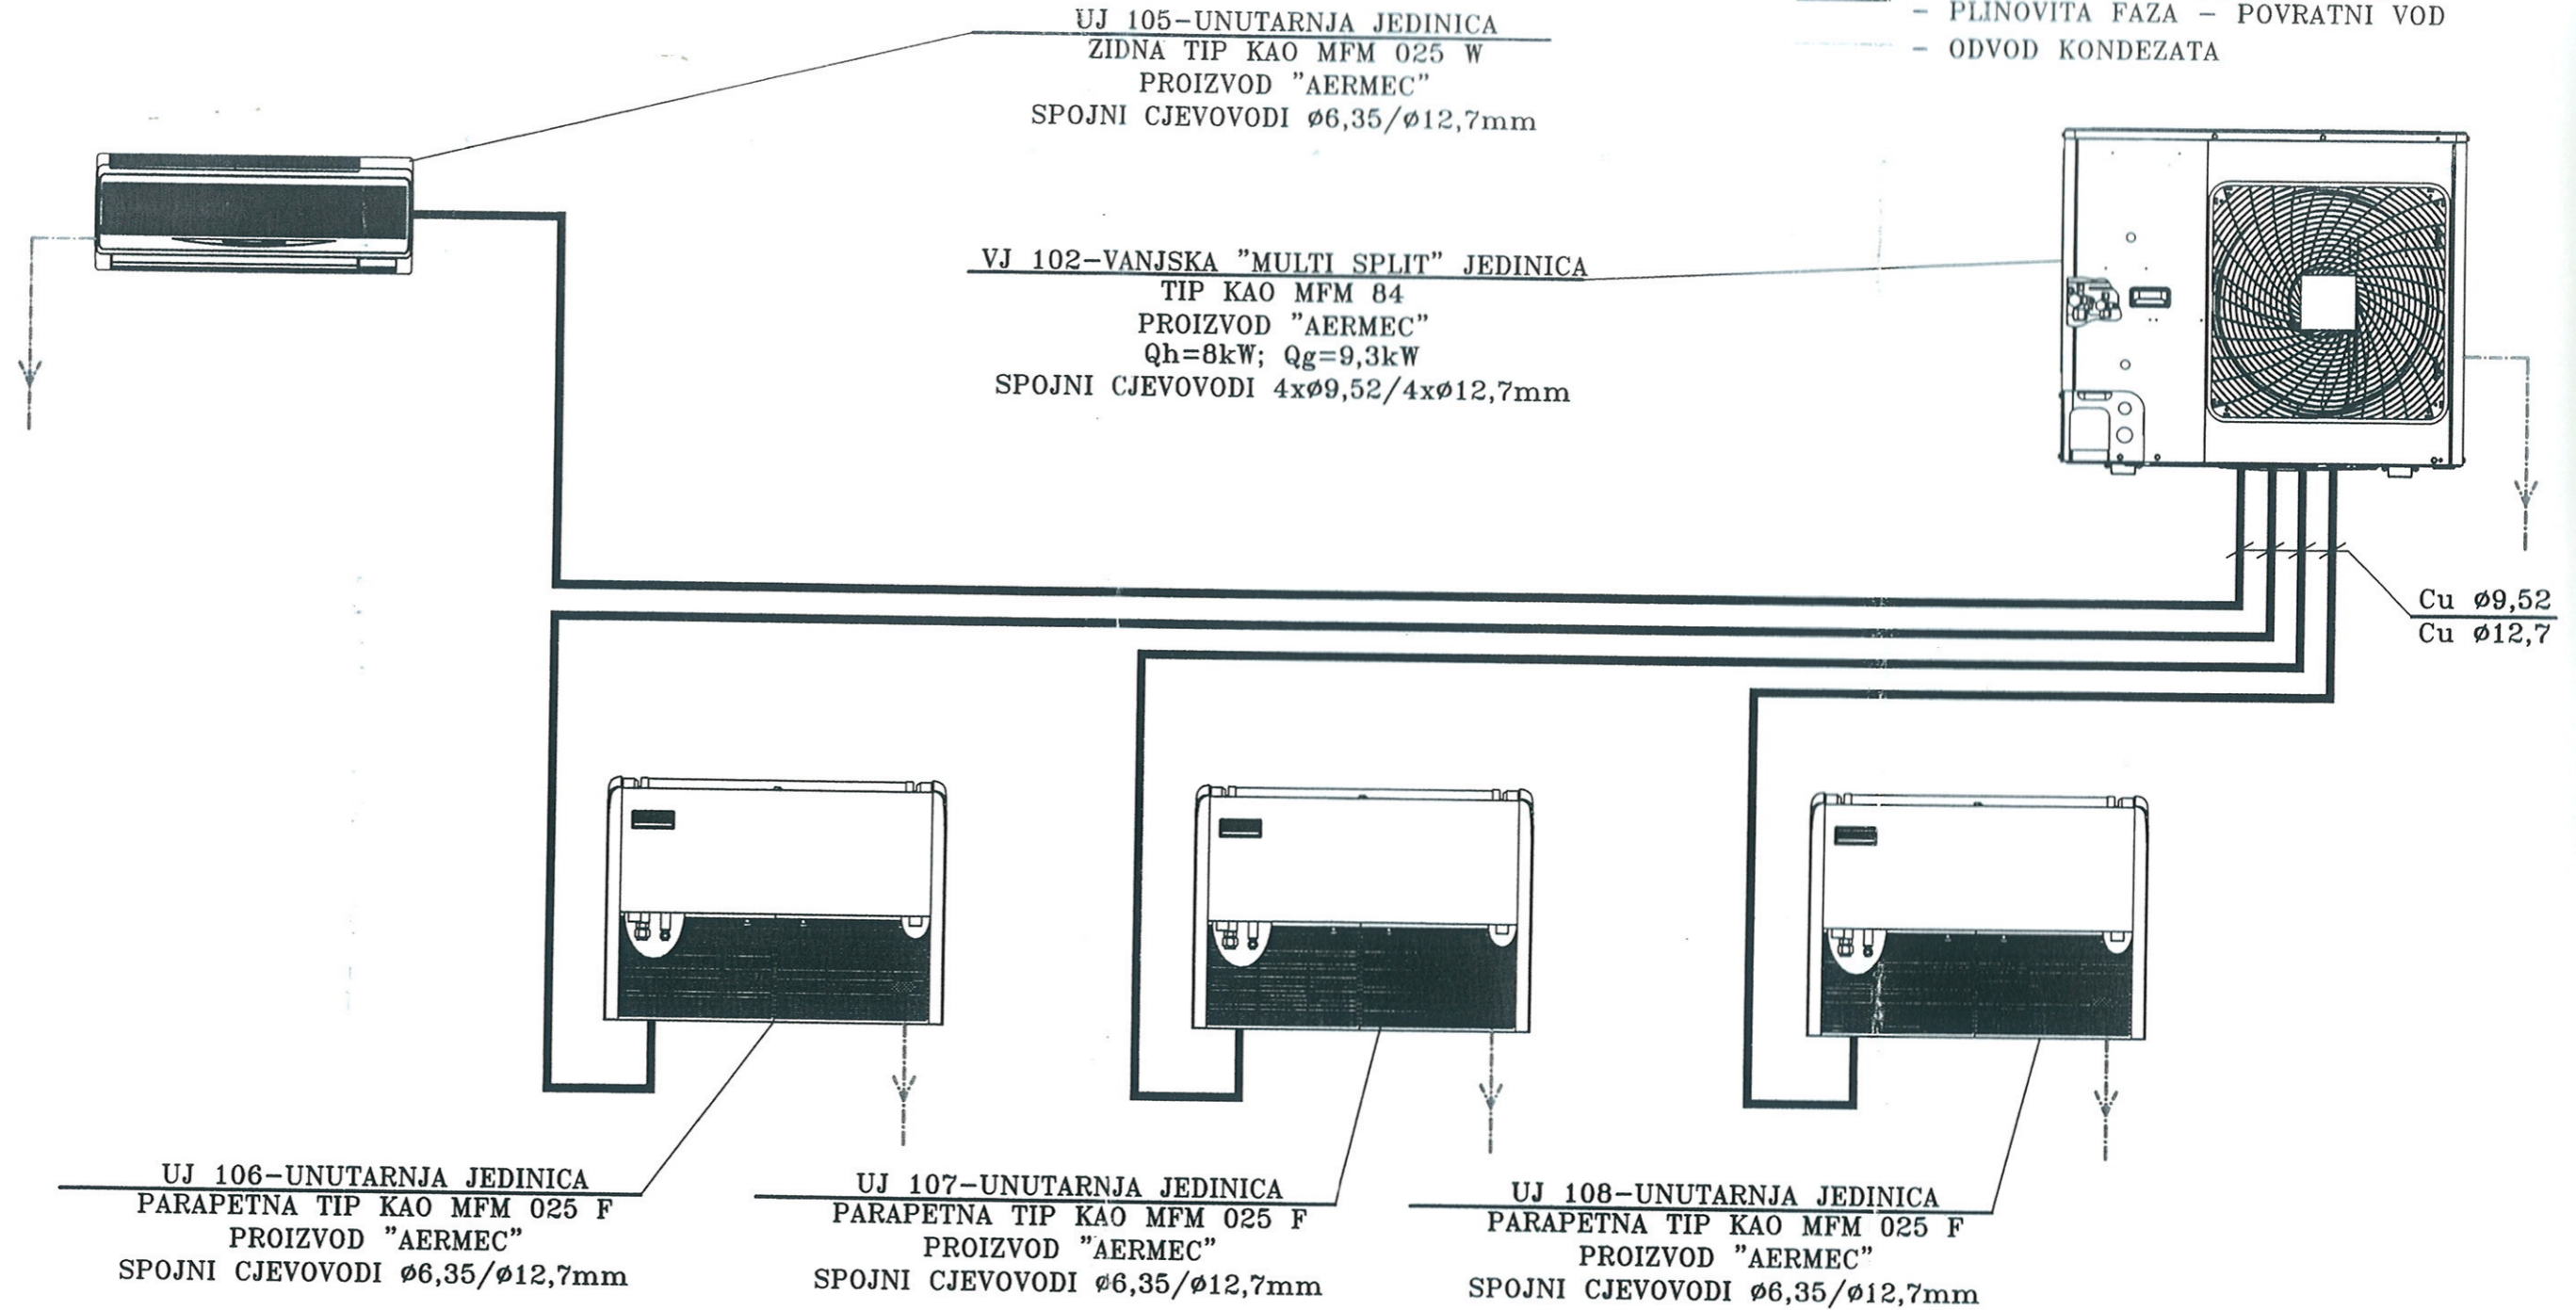 UJ 105-UNUTARNJA JEDINICA
ZIDNA TIP KAO MFM 025 W
PROIZVOD "AERMEC"
SPOJNI CJEVOVODI ø6,35/ø12,7mm
- PLINOVITA FAZA - POVRATNI VOD
- ODVOD KONDEZATA
VJ 102-VANJSKA "MULTI SPLIT" JEDINICA
TIP KAO MFM 84
PROIZVOD "AERMEC"
Qh=8kW; Qg=9,3kW
SPOJNI CJEVOVODI 4xø9,52/4xø12,7mm
Cu ø9,52
Cu ø12,7
UJ 106-UNUTARNJA JEDINICA
PARAPETNA TIP KAO MFM 025 F
PROIZVOD "AERMEC"
SPOJNI CJEVOVODI ø6,35/ø12,7mm
UJ 107-UNUTARNJA JEDINICA
PARAPETNA TIP KAO MFM 025 F
PROIZVOD "AERMEC"
SPOJNI CJEVOVODI ø6,35/ø12,7mm
UJ 108-UNUTARNJA JEDINICA
PARAPETNA TIP KAO MFM 025 F
PROIZVOD "AERMEC"
SPOJNI CJEVOVODI ø6,35/ø12,7mm